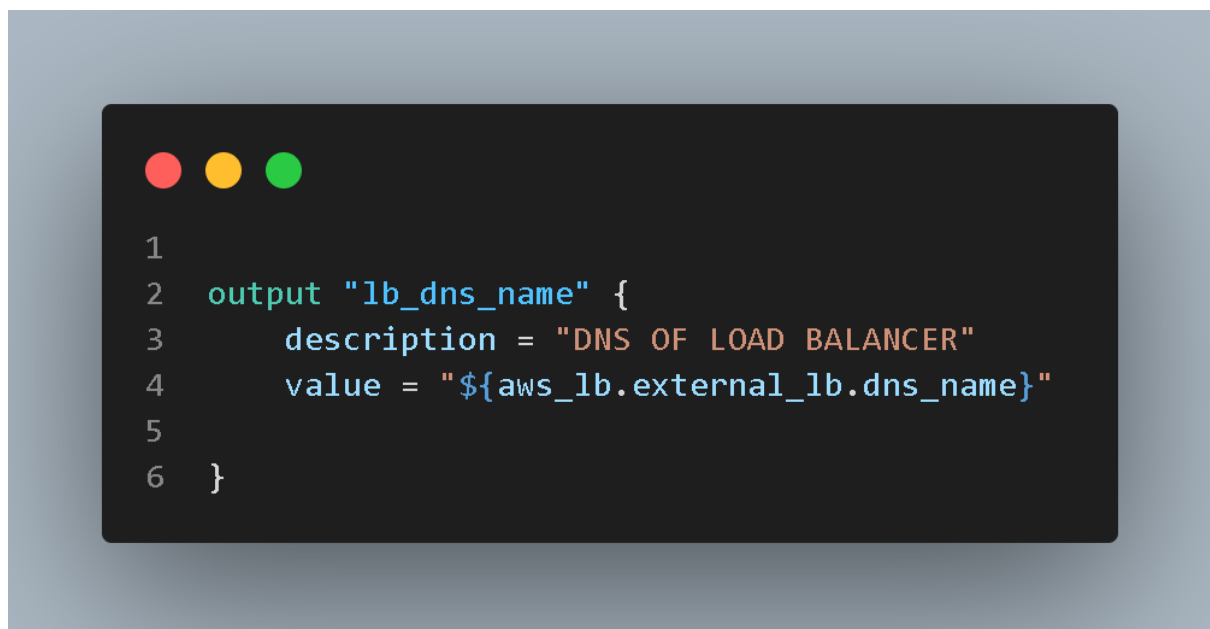 1
2 output "lb_dns_name" {
3 description = "DNS OF LOAD BALANCER"
4 value = "${aws_lb.external_lb.dns_name}"
5
6 }